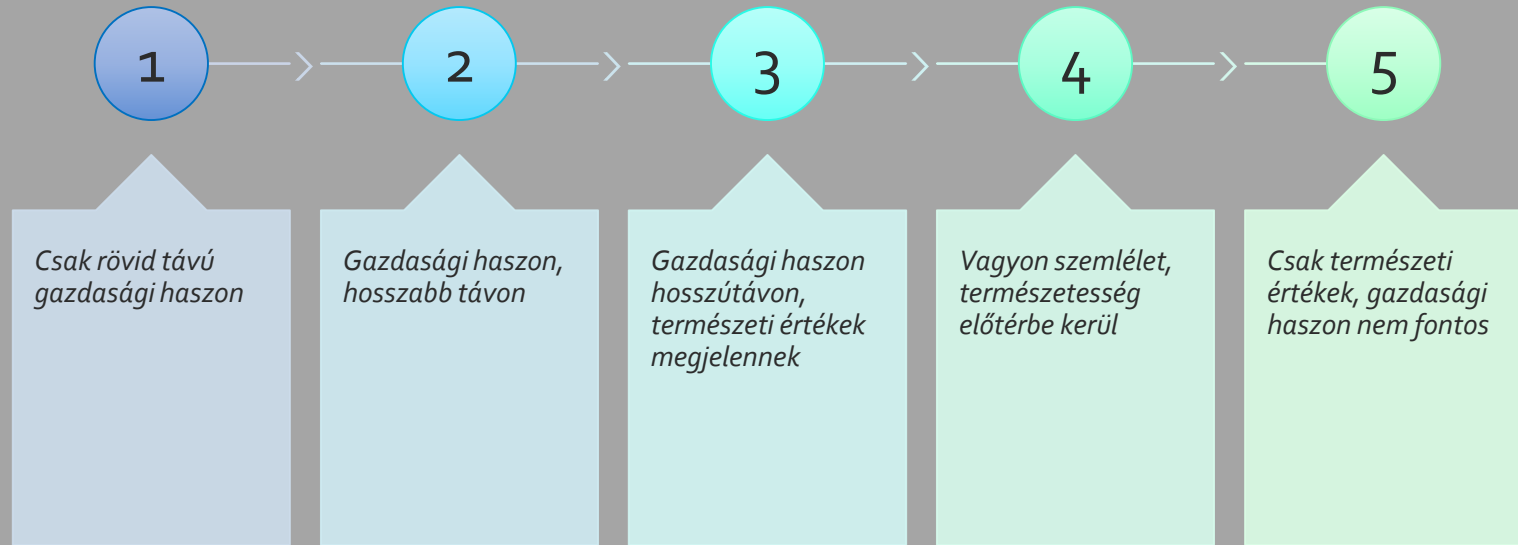 1
2
3
4
5
Csak rövid távú
gazdasági haszon
Gazdasági haszon,
hosszabb távon
Gazdasági haszon
hosszútávon,
természeti értékek
megjelennek
Vagyon szemlélet,
természetesség
előtérbe kerül
Csak természeti
értékek, gazdasági
haszon nem fontos